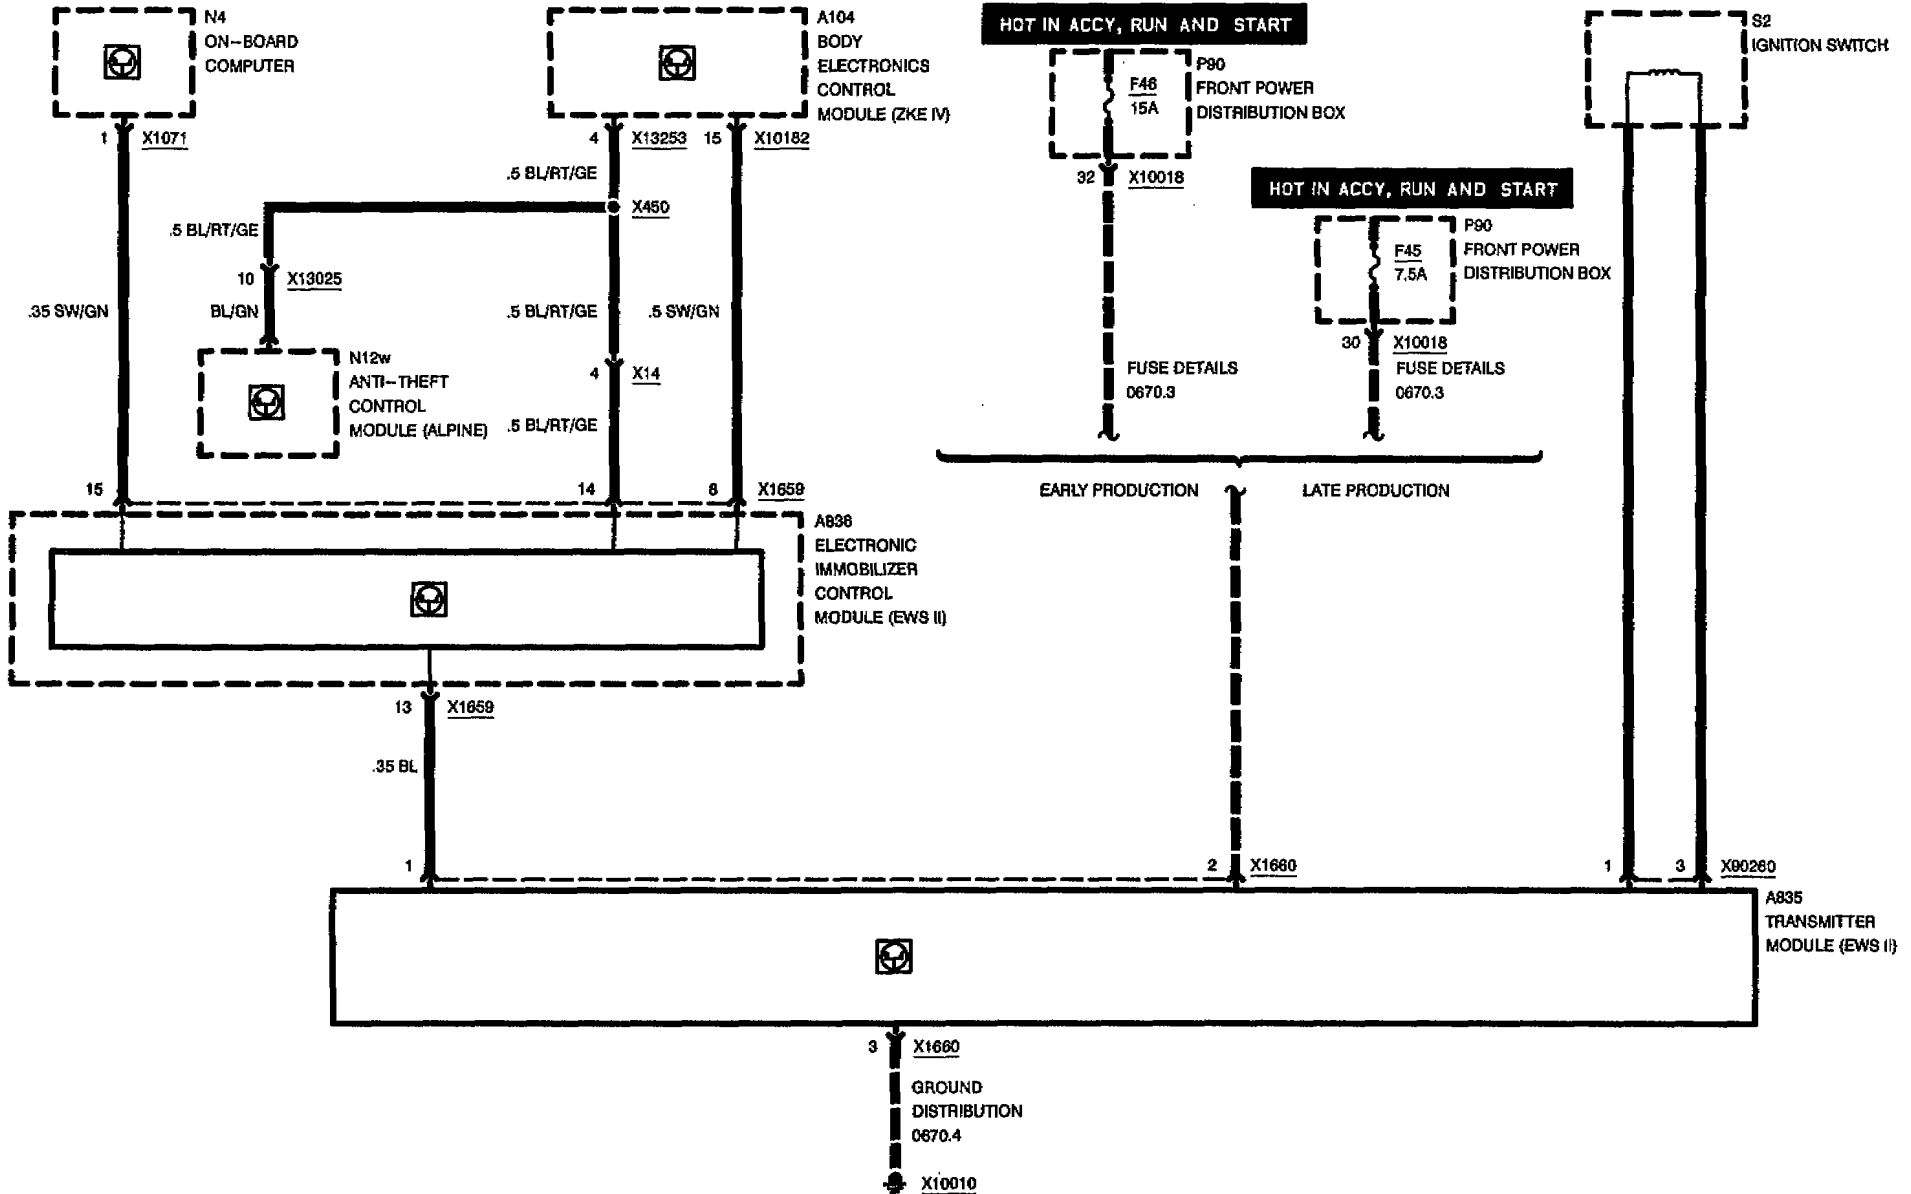 N4
ON-BOARD
COMPUTER
1
X1071
.35 SW/GN
A104
BODY
ELECTRONICS
CONTROL
MODULE (ZKE IV)
4
X13253
15
X10182
.5 BL/RT/GE
X450
.5 BL/RT/GE
10
X13025
BL/GN
.5 BL/RT/GE
.5 SW/GN
N12w
ANTI-THEFT
CONTROL
MODULE (ALPINE)
4
X14
.5 BL/RT/GE
15
14
8
X1659
A836
ELECTRONIC
IMMOBILIZER
CONTROL
MODULE (EWS II)
13
X1659
.35 BL
HOT IN ACCY, RUN AND START
P90
FRONT POWER
DISTRIBUTION BOX
F46
15A
32
X10018
FUSE DETAILS
0670.3
HOT IN ACCY, RUN AND START
P90
FRONT POWER
DISTRIBUTION BOX
F45
7.5A
30
X10018
FUSE DETAILS
0670.3
EARLY PRODUCTION
LATE PRODUCTION
S2
IGNITION SWITCH
1
2
X1660
1
3
X90260
A835
TRANSMITTER
MODULE (EWS II)
3
X1660
GROUND
DISTRIBUTION
0670.4
X10010